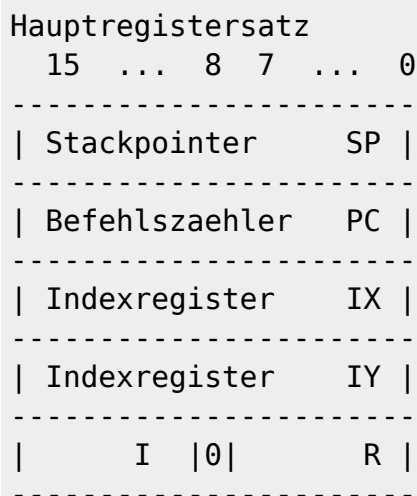 Hauptregistersatz
  15  ...  8  7  ...  0
-----------------------
| Stackpointer     SP |
-----------------------
| Befehlszaehler   PC |
-----------------------
| Indexregister    IX |
-----------------------
| Indexregister    IY |
-----------------------
|      I  |0|       R |
-----------------------